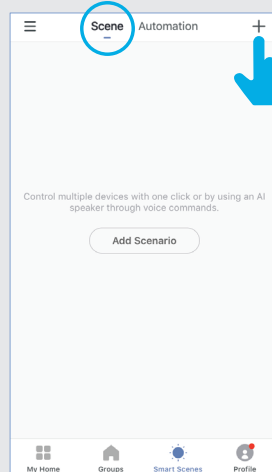 Scene Automation
Control multiple devices with one click or by using an AI
speaker through voice commands.
Add Scenario
My Home Groups Smart Scenes Profile